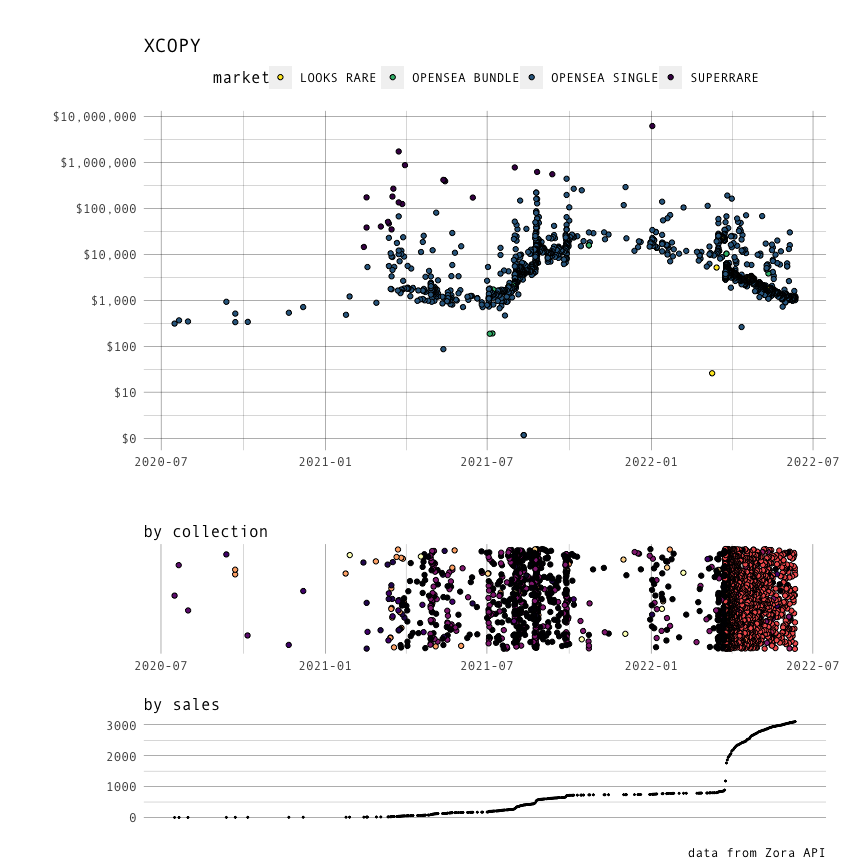 XCOPY
market LOOKS RARE OPENSEA BUNDLE OPENSEA SINGLE SUPERRARE
$10,000,000
$1,000,000
$100,000
$10,000
$1,000
$100
$10
$0
2020-07 2021-01 2021-07 2022-01 2022-07
by collection
2020-07 2021-01 2021-07 2022-01 2022-07
by sales
3000
2000
1000
0
data from Zora API